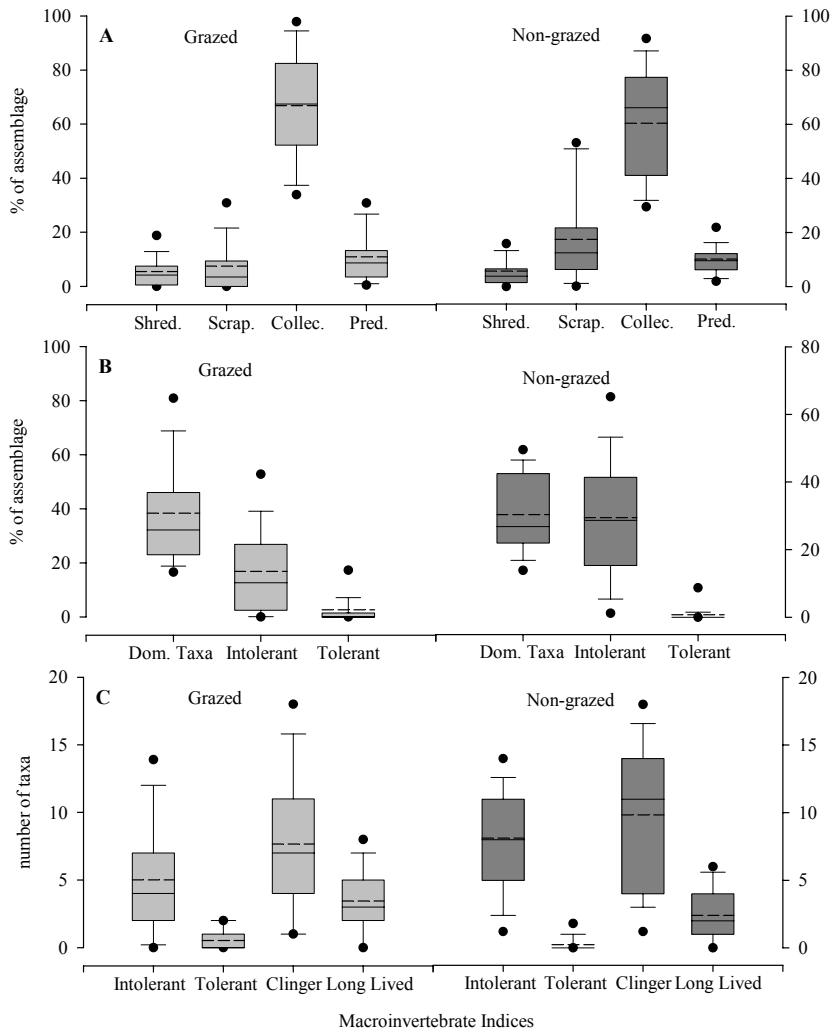 A Grazed Non-grazed
100 100
80 80
60 60
40 40
20 20
0 0
% of assemblage
Shred. Scrap. Collec. Pred. Shred. Scrap. Collec. Pred.
B Grazed Non-grazed
100 80
80
60 60
40 40
20 20
0 0
% of assemblage
Dom. Taxa Intolerant Tolerant Dom. Taxa Intolerant Tolerant
C Grazed Non-grazed
20 20
15 15
10 10
5 5
0 0
number of taxa
Intolerant Tolerant Clinger Long Lived Intolerant Tolerant Clinger Long Lived
Macroinvertebrate Indices